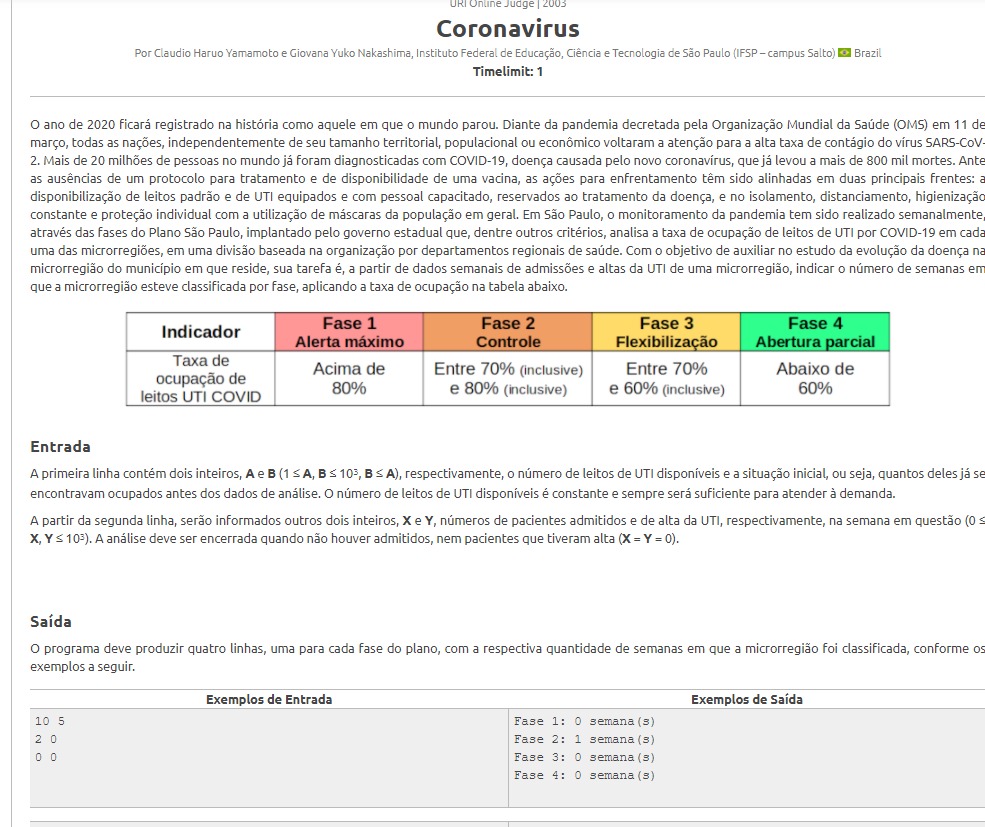 URI Online Judge | 2003
Coronavirus
Por Claudio Haruo Yamamoto e Giovana Yuko Nakashima, Instituto Federal de Educação, Ciência e Tecnologia de São Paulo (IFSP – campus Salto) Brazil
Timelimit: 1
O ano de 2020 ficará registrado na história como aquele em que o mundo parou. Diante da pandemia decretada pela Organização Mundial da Saúde (OMS) em 11 de
março, todas as nações, independentemente de seu tamanho territorial, populacional ou econômico voltaram a atenção para a alta taxa de contágio do vírus SARS-CoV-
2. Mais de 20 milhões de pessoas no mundo já foram diagnosticadas com COVID-19, doença causada pelo novo coronavírus, que já levou a mais de 800 mil mortes. Ante
as ausências de um protocolo para tratamento e de disponibilidade de uma vacina, as ações para enfrentamento têm sido alinhadas em duas principais frentes: a
disponibilização de leitos padrão e de UTI equipados e com pessoal capacitado, reservados ao tratamento da doença, e no isolamento, distanciamento, higienização
constante e proteção individual com a utilização de máscaras da população em geral. Em São Paulo, o monitoramento da pandemia tem sido realizado semanalmente,
através das fases do Plano São Paulo, implantado pelo governo estadual que, dentre outros critérios, analisa a taxa de ocupação de leitos de UTI por COVID-19 em cada
uma das microrregiões, em uma divisão baseada na organização por departamentos regionais de saúde. Com o objetivo de auxiliar no estudo da evolução da doença na
microrregião do município em que reside, sua tarefa é, a partir de dados semanais de admissões e altas da UTI de uma microrregião, indicar o número de semanas em
que a microrregião esteve classificada por fase, aplicando a taxa de ocupação na tabela abaixo.
Indicador
Fase 1
Alerta máximo
Fase 2
Controle
Fase 3
Flexibilização
Fase 4
Abertura parcial
Taxa de
ocupação de
leitos UTI COVID
Acima de
80%
Entre 70% (inclusive)
e 80% (inclusive)
Entre 70%
e 60% (inclusive)
Abaixo de
60%
Entrada
A primeira linha contém dois inteiros, A e B (1 ≤ A, B ≤ 10³, B ≤ A), respectivamente, o número de leitos de UTI disponíveis e a situação inicial, ou seja, quantos deles já se
encontravam ocupados antes dos dados de análise. O número de leitos de UTI disponíveis é constante e sempre será suficiente para atender à demanda.
A partir da segunda linha, serão informados outros dois inteiros, X e Y, números de pacientes admitidos e de alta da UTI, respectivamente, na semana em questão (0 ≤
X, Y ≤ 10³). A análise deve ser encerrada quando não houver admitidos, nem pacientes que tiveram alta (X = Y = 0).
Saída
O programa deve produzir quatro linhas, uma para cada fase do plano, com a respectiva quantidade de semanas em que a microrregião foi classificada, conforme os
exemplos a seguir.
Exemplos de Entrada
Exemplos de Saída
10 5
2 0
0 0
Fase 1: 0 semana(s)
Fase 2: 1 semana(s)
Fase 3: 0 semana(s)
Fase 4: 0 semana(s)